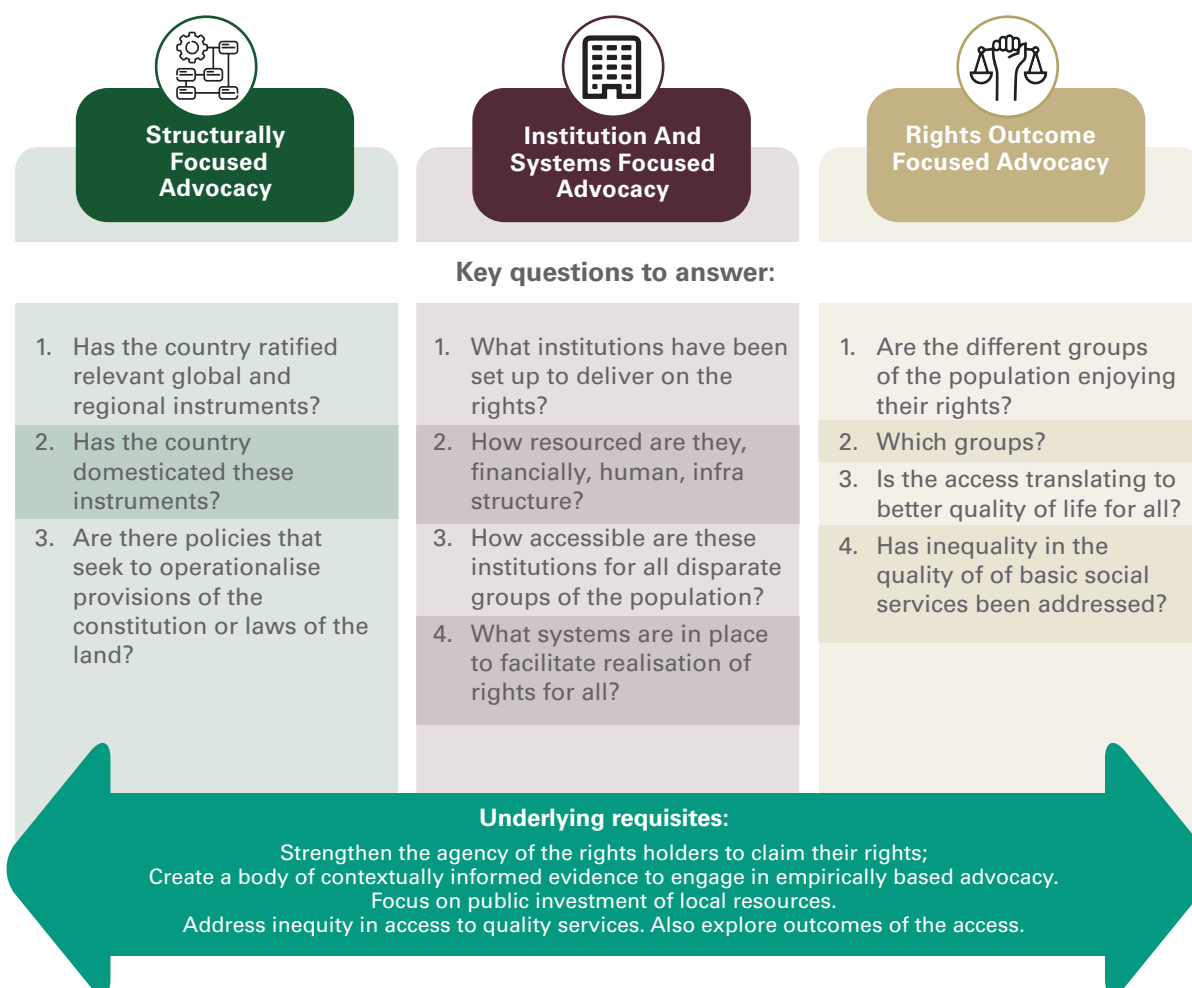 Structurally
Focused
Advocacy
Institution And
Systems Focused
Advocacy
Rights Outcome
Focused Advocacy
Key questions to answer:
1. Has the country ratified
relevant global and
regional instruments?
2. Has the country
domesticated these
instruments?
3. Are there policies that
seek to operationalise
provisions of the
constitution or laws of the
land?
1. What institutions have been
set up to deliver on the
rights?
2. How resourced are they,
financially, human, infra
structure?
3. How accessible are these
institutions for all disparate
groups of the population?
4. What systems are in place
to facilitate realisation of
rights for all?
1. Are the different groups
of the population enjoying
their rights?
2. Which groups?
3. Is the access translating to
better quality of life for all?
4. Has inequality in the
quality of of basic social
services been addressed?
Underlying requisites:
Strengthen the agency of the rights holders to claim their rights;
Create a body of contextually informed evidence to engage in empirically based advocacy.
Focus on public investment of local resources.
Address inequity in access to quality services. Also explore outcomes of the access.